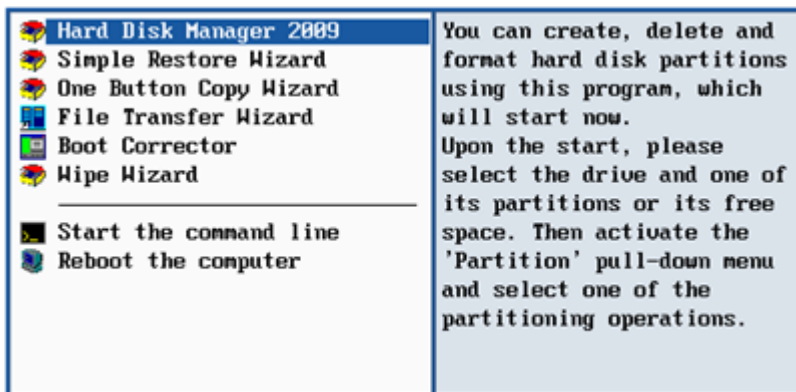 Hard Disk Manager 2009
Simple Restore Wizard
One Button Copy Wizard
File Transfer Wizard
Boot Corrector
Wipe Wizard
Start the command line
Reboot the computer
You can create, delete and
format hard disk partitions
using this program, which
will start now.
Upon the start, please
select the drive and one of
its partitions or its free
space. Then activate the
'Partition' pull-down menu
and select one of the
partitioning operations.